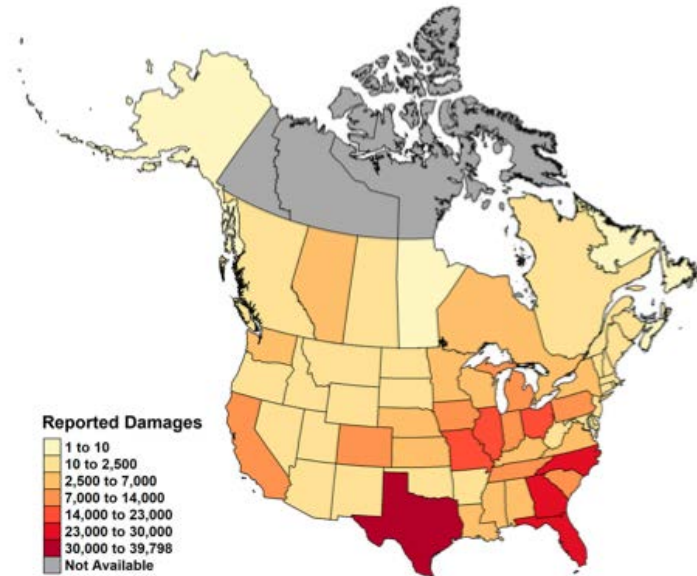 Reported Damages
1 to 10
10 to 2,500
2,500 to 7,000
7,000 to 14,000
14,000 to 23,000
23,000 to 30,000
30,000 to 39,798
Not Available